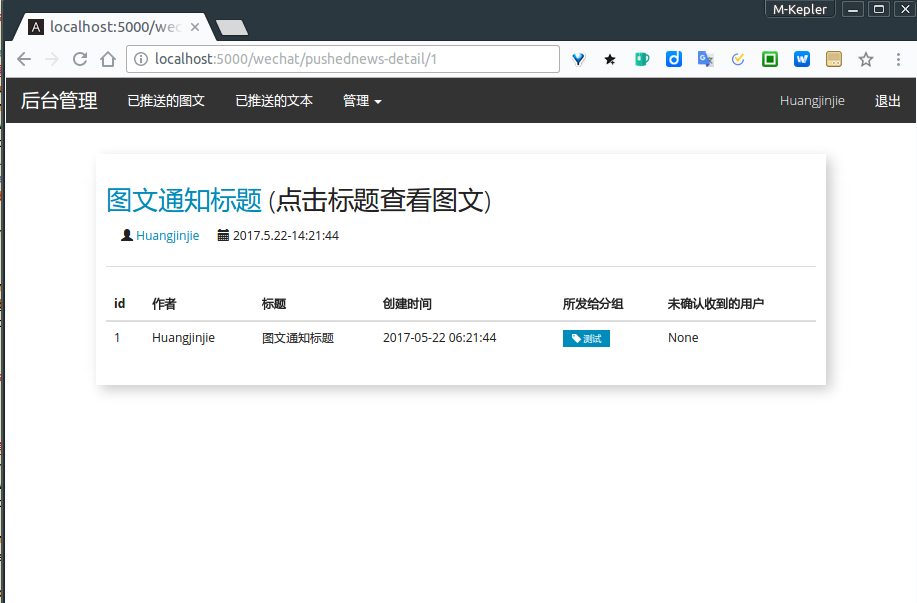 M-Kepler
localhost:5000/wec
localhost:5000/wechat/pushednews-detail/1
后台管理 已推送的图文 已推送的文本 管理 Huangjinjie 退出
图文通知标题 (点击标题查看图文)
Huangjinjie 2017.5.22-14:21:44
id 作者 标题 创建时间 所发给分组 未确认收到的用户
1 Huangjinjie 图文通知标题 2017-05-22 06:21:44 测试 None